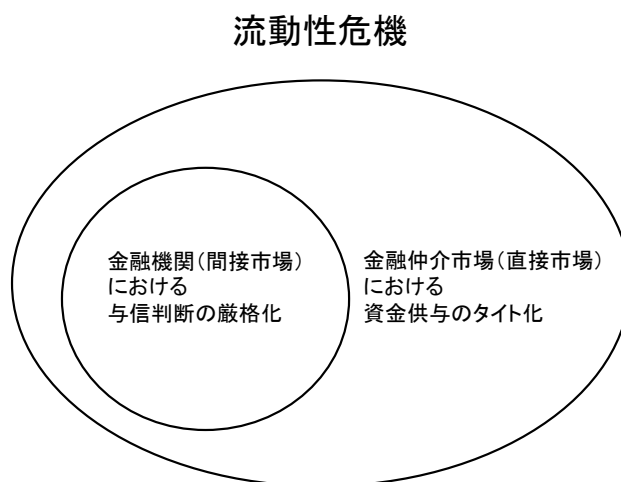 流動性危機
金融機関（間接市場）
における
与信判断の厳格化
金融仲介市場（直接市場）
における
資金供与のタイト化